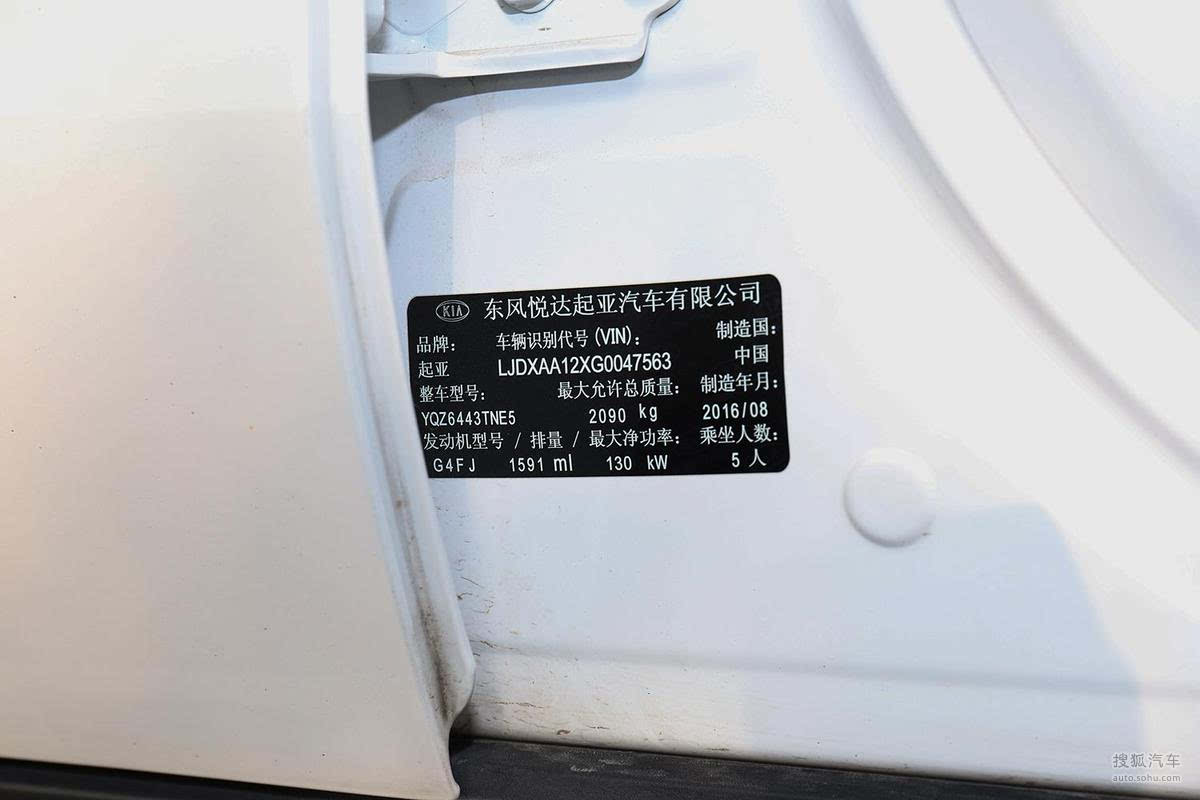 KIA 东风悦达起亚汽车有限公司
品牌: 车辆识别代号(VIN): 制造国:
起亚 LJDXAA12XG0047563 中国
整车型号: 最大允许总质量: 制造年月:
YQZ6443TNE5 2090 kg 2016/08
发动机型号 / 排量 / 最大净功率: 乘坐人数:
G4FJ 1591 ml 130 kW 5 人
搜狐汽车
auto.sohu.com